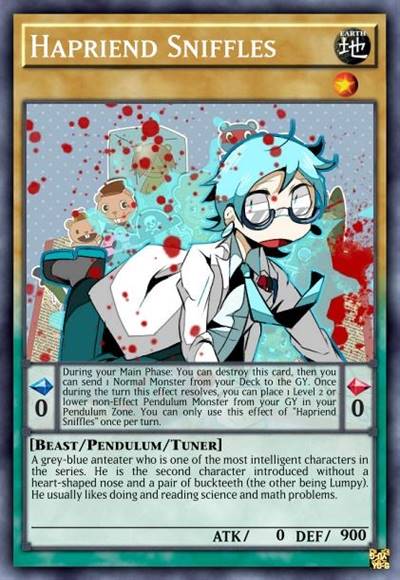 Hapriend Sniffles
EARTH
地
During your Main Phase: You can destroy this card, then you
can send 1 Normal Monster from your Deck to the GY. Once
during the turn this effect resolves, you can place 1 Level 2 or
lower non-Effect Pendulum Monster from your GY in your
Pendulum Zone. You can only use this effect of "Hapriend
Sniffles" once per turn.
0
0
[Beast/Pendulum/Tuner]
A grey-blue anteater who is one of the most intelligent characters in
the series. He is the second character introduced without a
heart-shaped nose and a pair of buckteeth (the other being Lumpy).
He usually likes doing and reading science and math problems.
ATK/ 0 DEF/ 900